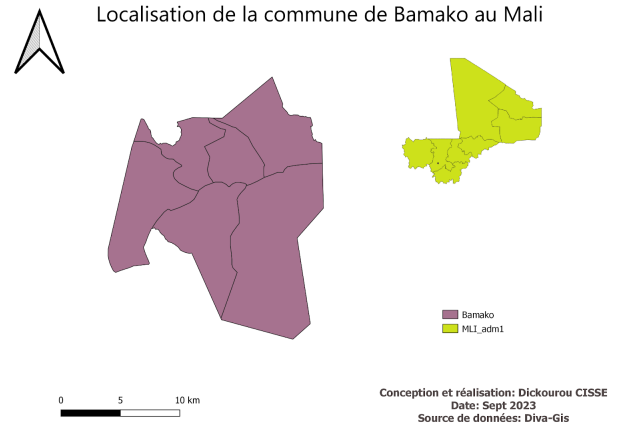 Localisation de la commune de Bamako au Mali
Bamako
MLI_adm1
0 5 10 km
Conception et réalisation: Dickourou CISSE
Date: Sept 2023
Source de données: Diva-Gis